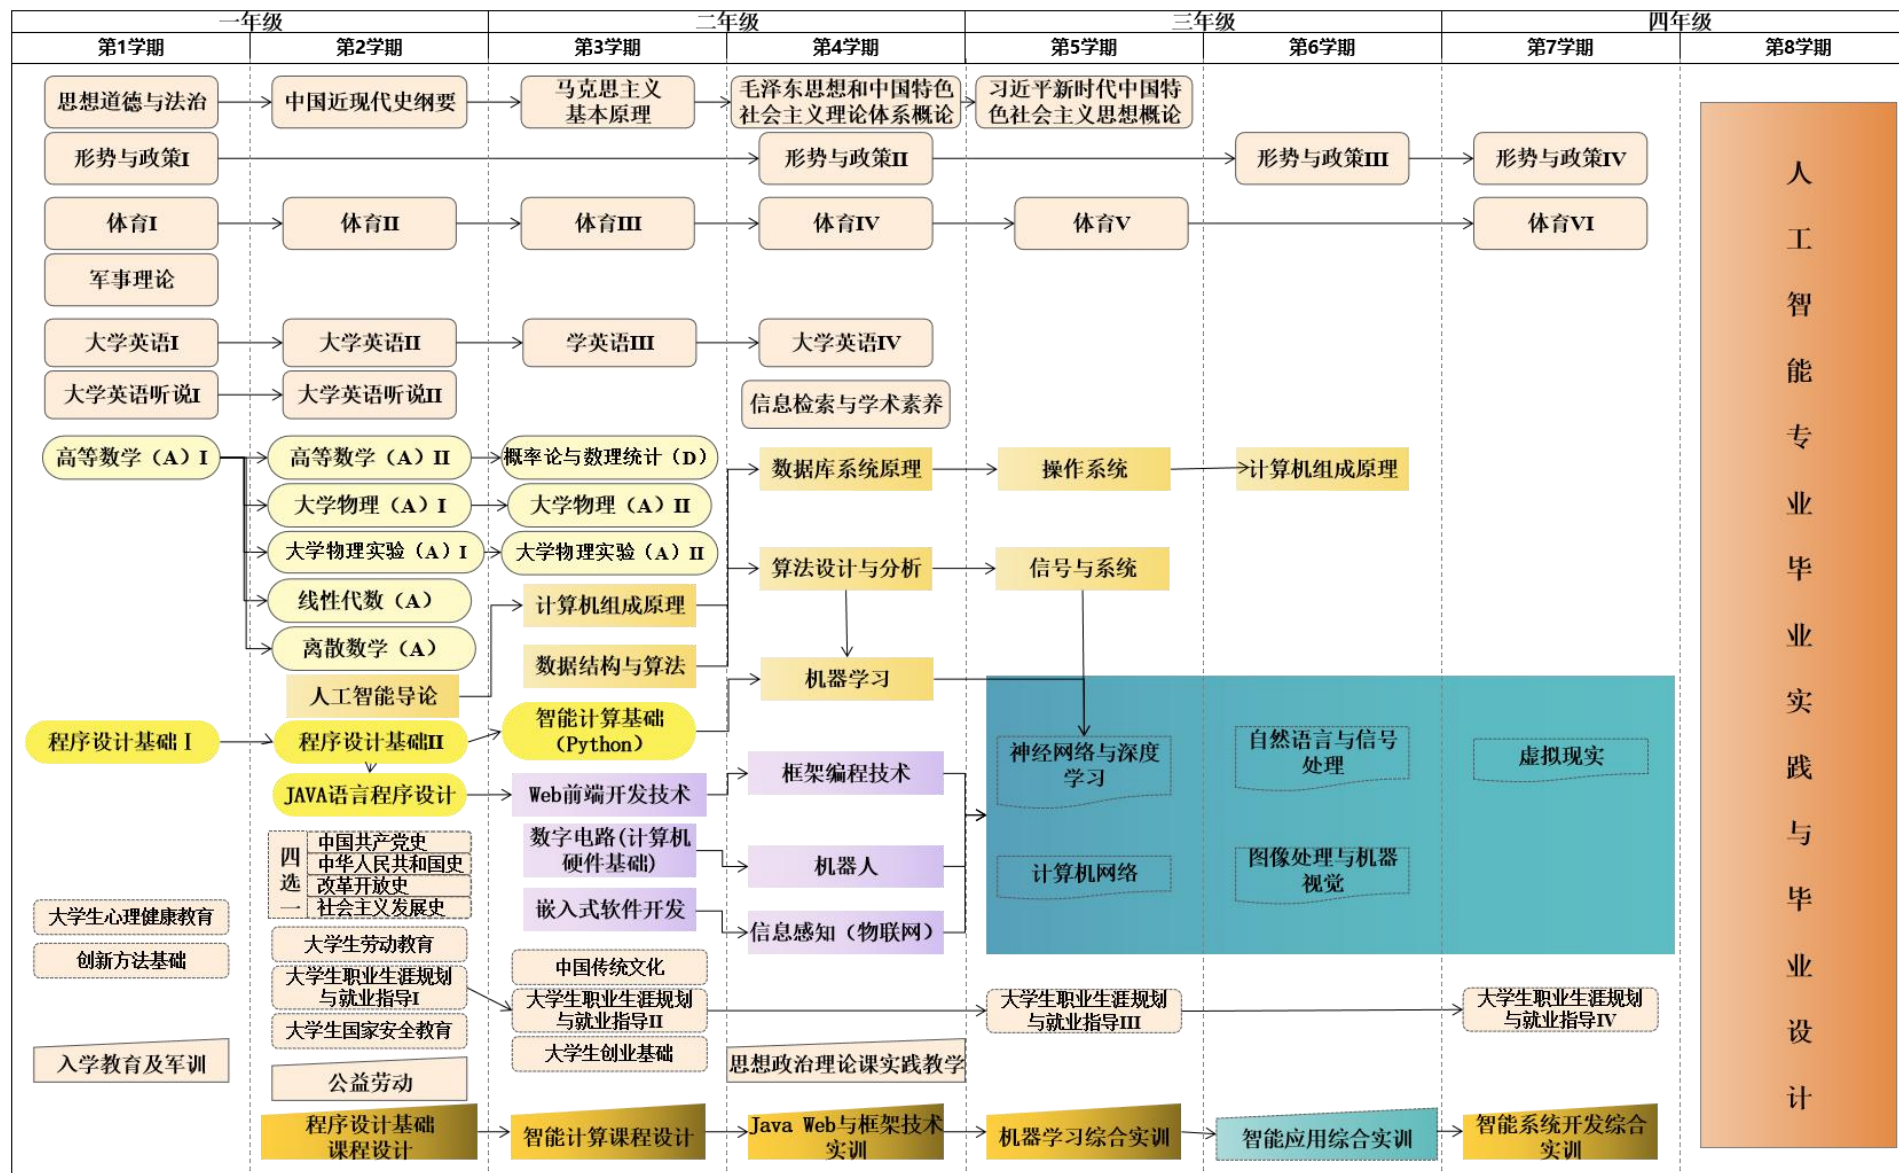 一年级
二年级
三年级
四年级
第1学期
第2学期
第3学期
第4学期
第5学期
第6学期
第7学期
第8学期
思想道德与法治
中国近现代史纲要
马克思主义
基本原理
毛泽东思想和中国特色
社会主义理论体系概论
习近平新时代中国特
色社会主义思想概论
形势与政策I
形势与政策II
形势与政策III
形势与政策IV
体育I
体育II
体育III
体育IV
体育V
体育VI
军事理论
大学英语I
大学英语II
学英语III
大学英语IV
大学英语听说I
大学英语听说II
信息检索与学术素养
高等数学（A）I
高等数学（A）II
概率论与数理统计（D）
数据库系统原理
操作系统
计算机组成原理
大学物理（A）I
大学物理（A）II
大学物理实验（A）I
大学物理实验（A）II
算法设计与分析
信号与系统
线性代数（A）
计算机组成原理
离散数学（A）
数据结构与算法
机器学习
人工智能导论
程序设计基础Ⅰ
程序设计基础II
智能计算基础
（Python）
神经网络与深度
学习
自然语言与信号
处理
虚拟现实
JAVA语言程序设计
Web前端开发技术
框架编程技术
四
选
一
中国共产党史
中华人民共和国史
改革开放史
社会主义发展史
数字电路(计算机
硬件基础)
机器人
计算机网络
图像处理与机器
视觉
大学生心理健康教育
嵌入式软件开发
信息感知（物联网）
创新方法基础
大学生劳动教育
中国传统文化
大学生职业生涯规划
与就业指导I
大学生职业生涯规划
与就业指导II
大学生职业生涯规划
与就业指导III
大学生职业生涯规划
与就业指导IV
大学生国家安全教育
大学生创业基础
入学教育及军训
公益劳动
思想政治理论课实践教学
程序设计基础
课程设计
智能计算课程设计
Java Web与框架技术
实训
机器学习综合实训
智能应用综合实训
智能系统开发综合
实训
人
工
智
能
专
业
毕
业
实
践
与
毕
业
设
计